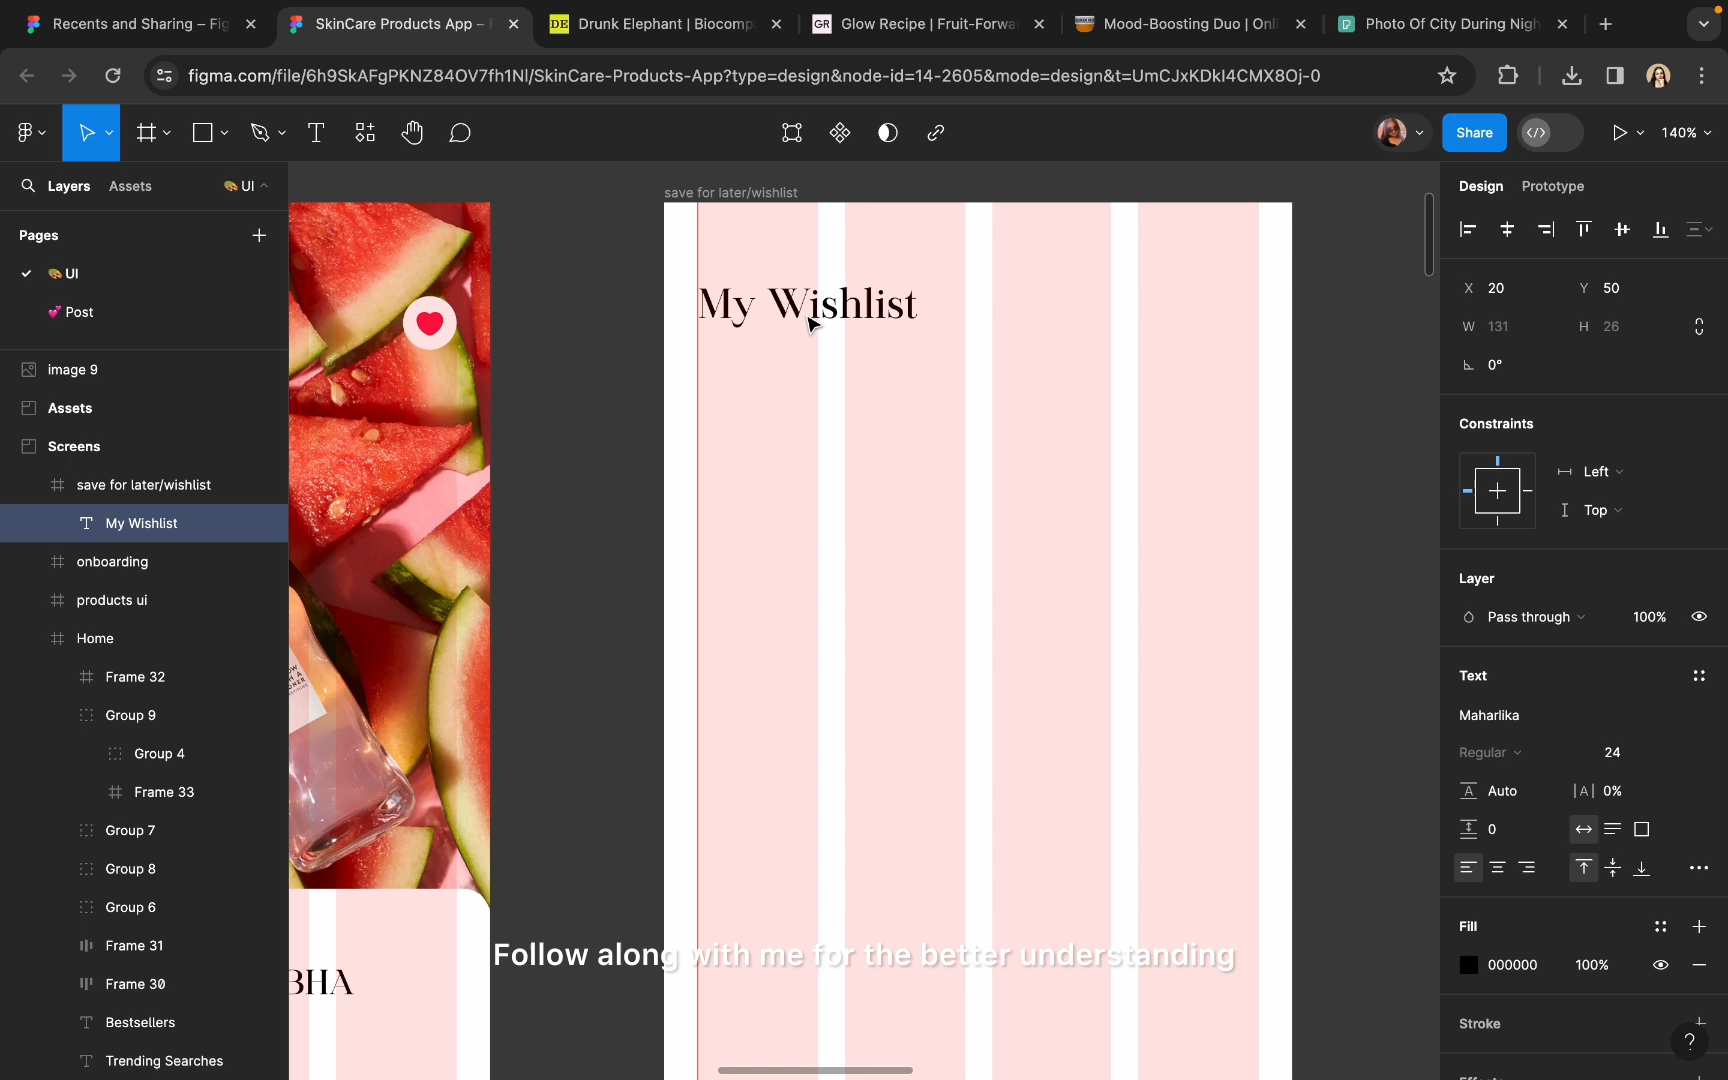 Recents and Sharing – Fig
SkinCare Products App –
DE Drunk Elephant | Biocomp
GR Glow Recipe | Fruit-Forwa
Mood-Boosting Duo | Onli
Photo Of City During Nigh
figma.com/file/6h9SkAFgPKNZ84OV7fh1Nl/SkinCare-Products-App?type=design&node-id=14-2605&mode=design&t=UmCJxKDkl4CMX8Oj-0
Share
140%
Layers
Assets
UI
Pages
UI
Post
image 9
Assets
Screens
save for later/wishlist
My Wishlist
onboarding
products ui
Home
Frame 32
Group 9
Group 4
Frame 33
Group 7
Group 8
Group 6
Frame 31
Frame 30
Bestsellers
Trending Searches
save for later/wishlist
My Wishlist
BHA
Follow along with me for the better understanding
Design
Prototype
X 20
Y 50
W 131
H 26
0°
Constraints
Left
Top
Layer
Pass through
100%
Text
Maharlika
Regular
24
Auto
|A| 0%
0
Fill
000000
100%
Stroke
?